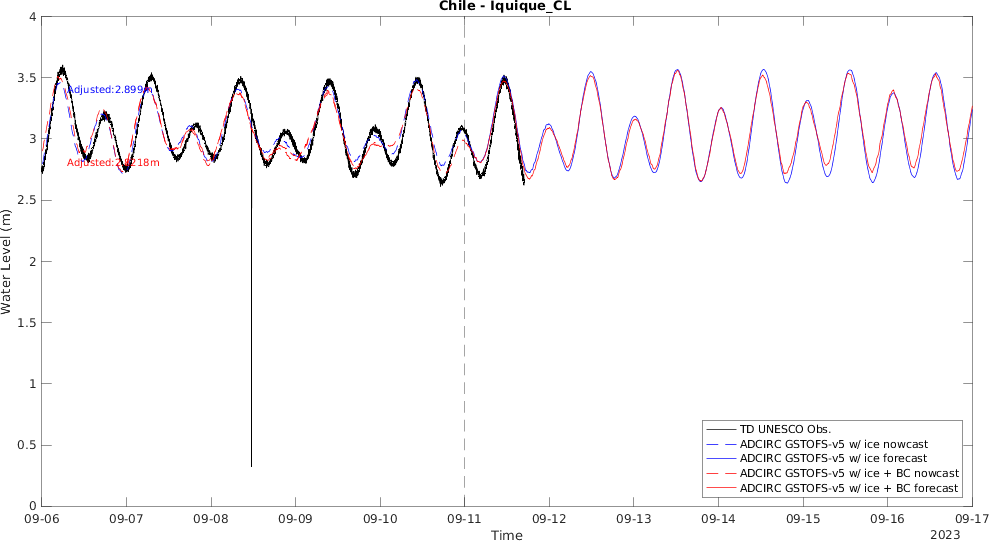 Chile - Iquique_CL
4
3.5
3
2.5
2
1.5
1
0.5
0
Water Level (m)
Adjusted:2.899m
TD UNESCO Obs.
ADCIRC GSTOFS-v5 w/ ice nowcast
ADCIRC GSTOFS-v5 w/ ice forecast
ADCIRC GSTOFS-v5 w/ ice + BC nowcast
ADCIRC GSTOFS-v5 w/ ice + BC forecast
09-06
09-07
09-08
09-09
09-10
09-11
09-12
09-13
09-14
09-15
09-16
09-17
Time
2023